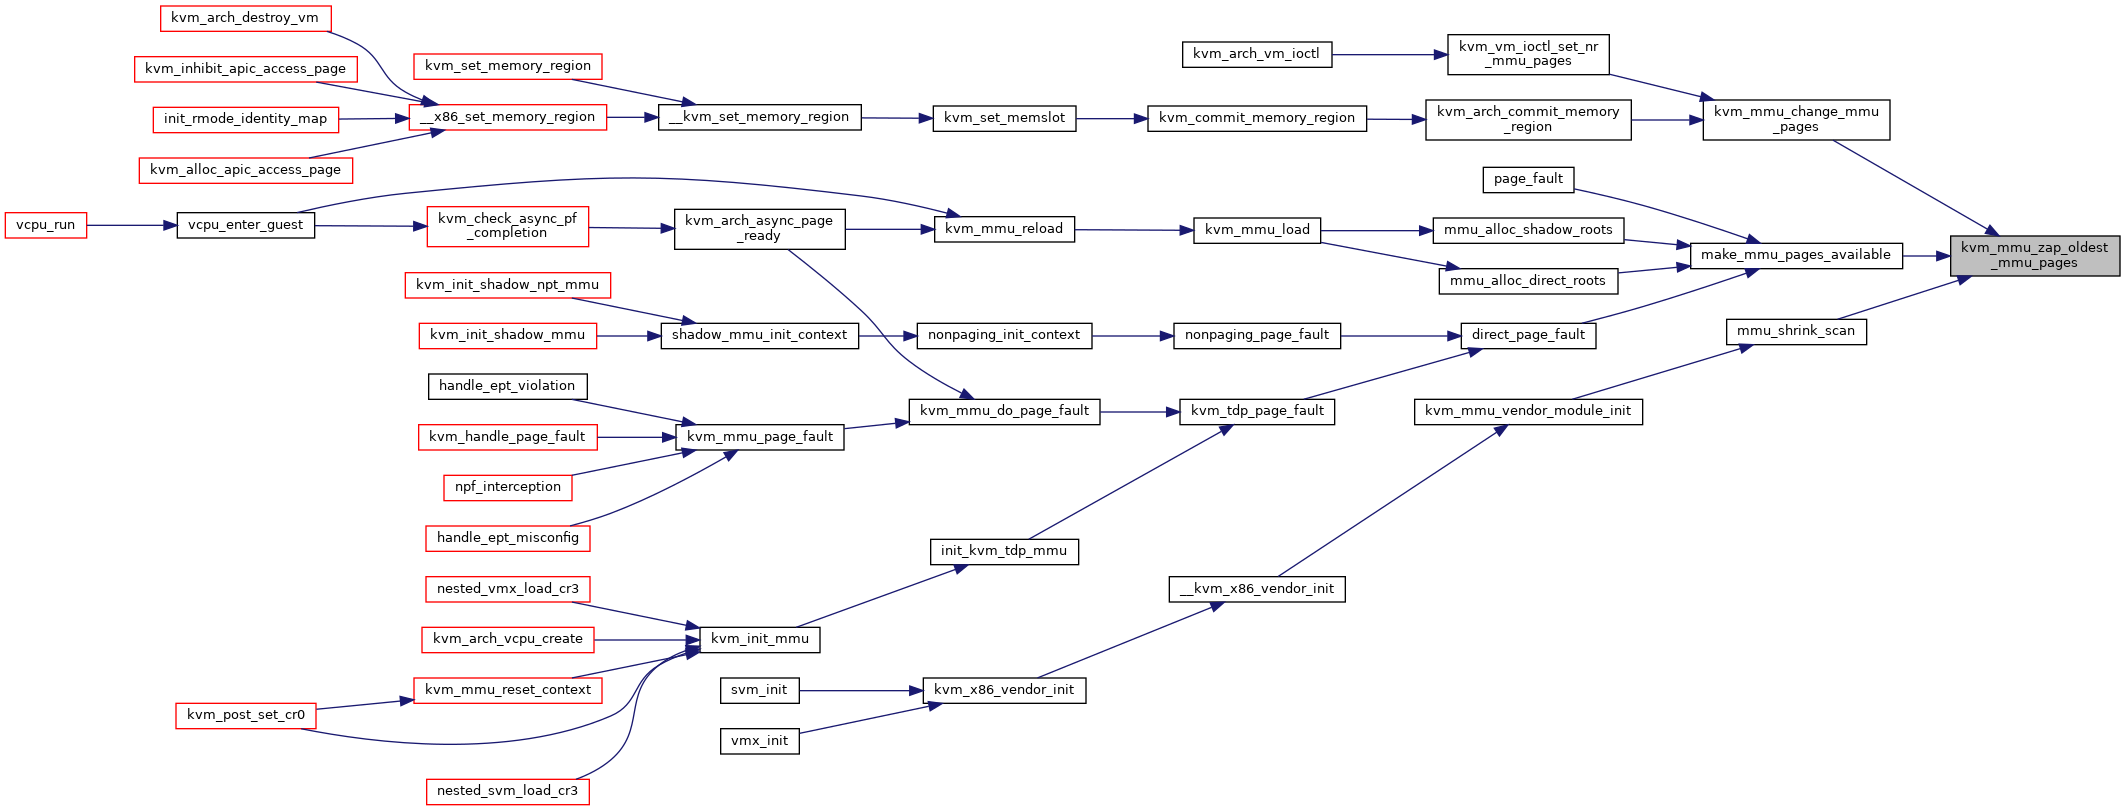 kvm_arch_destroy_vm
kvm_inhibit_apic_access_page
init_rmode_identity_map
kvm_alloc_apic_access_page
kvm_set_memory_region
__x86_set_memory_region
__kvm_set_memory_region
kvm_set_memslot
kvm_commit_memory_region
kvm_arch_vm_ioctl
kvm_vm_ioctl_set_nr
_mmu_pages
kvm_arch_commit_memory
_region
kvm_mmu_change_mmu
_pages
page_fault
vcpu_run
vcpu_enter_guest
kvm_check_async_pf
_completion
kvm_arch_async_page
_ready
kvm_mmu_reload
kvm_mmu_load
mmu_alloc_shadow_roots
mmu_alloc_direct_roots
make_mmu_pages_available
kvm_mmu_zap_oldest
_mmu_pages
kvm_init_shadow_npt_mmu
kvm_init_shadow_mmu
shadow_mmu_init_context
nonpaging_init_context
nonpaging_page_fault
direct_page_fault
mmu_shrink_scan
handle_ept_violation
kvm_handle_page_fault
npf_interception
handle_ept_misconfig
kvm_mmu_page_fault
kvm_mmu_do_page_fault
kvm_tdp_page_fault
kvm_mmu_vendor_module_init
init_kvm_tdp_mmu
__kvm_x86_vendor_init
nested_vmx_load_cr3
kvm_arch_vcpu_create
kvm_init_mmu
kvm_mmu_reset_context
kvm_post_set_cr0
svm_init
kvm_x86_vendor_init
vmx_init
nested_svm_load_cr3